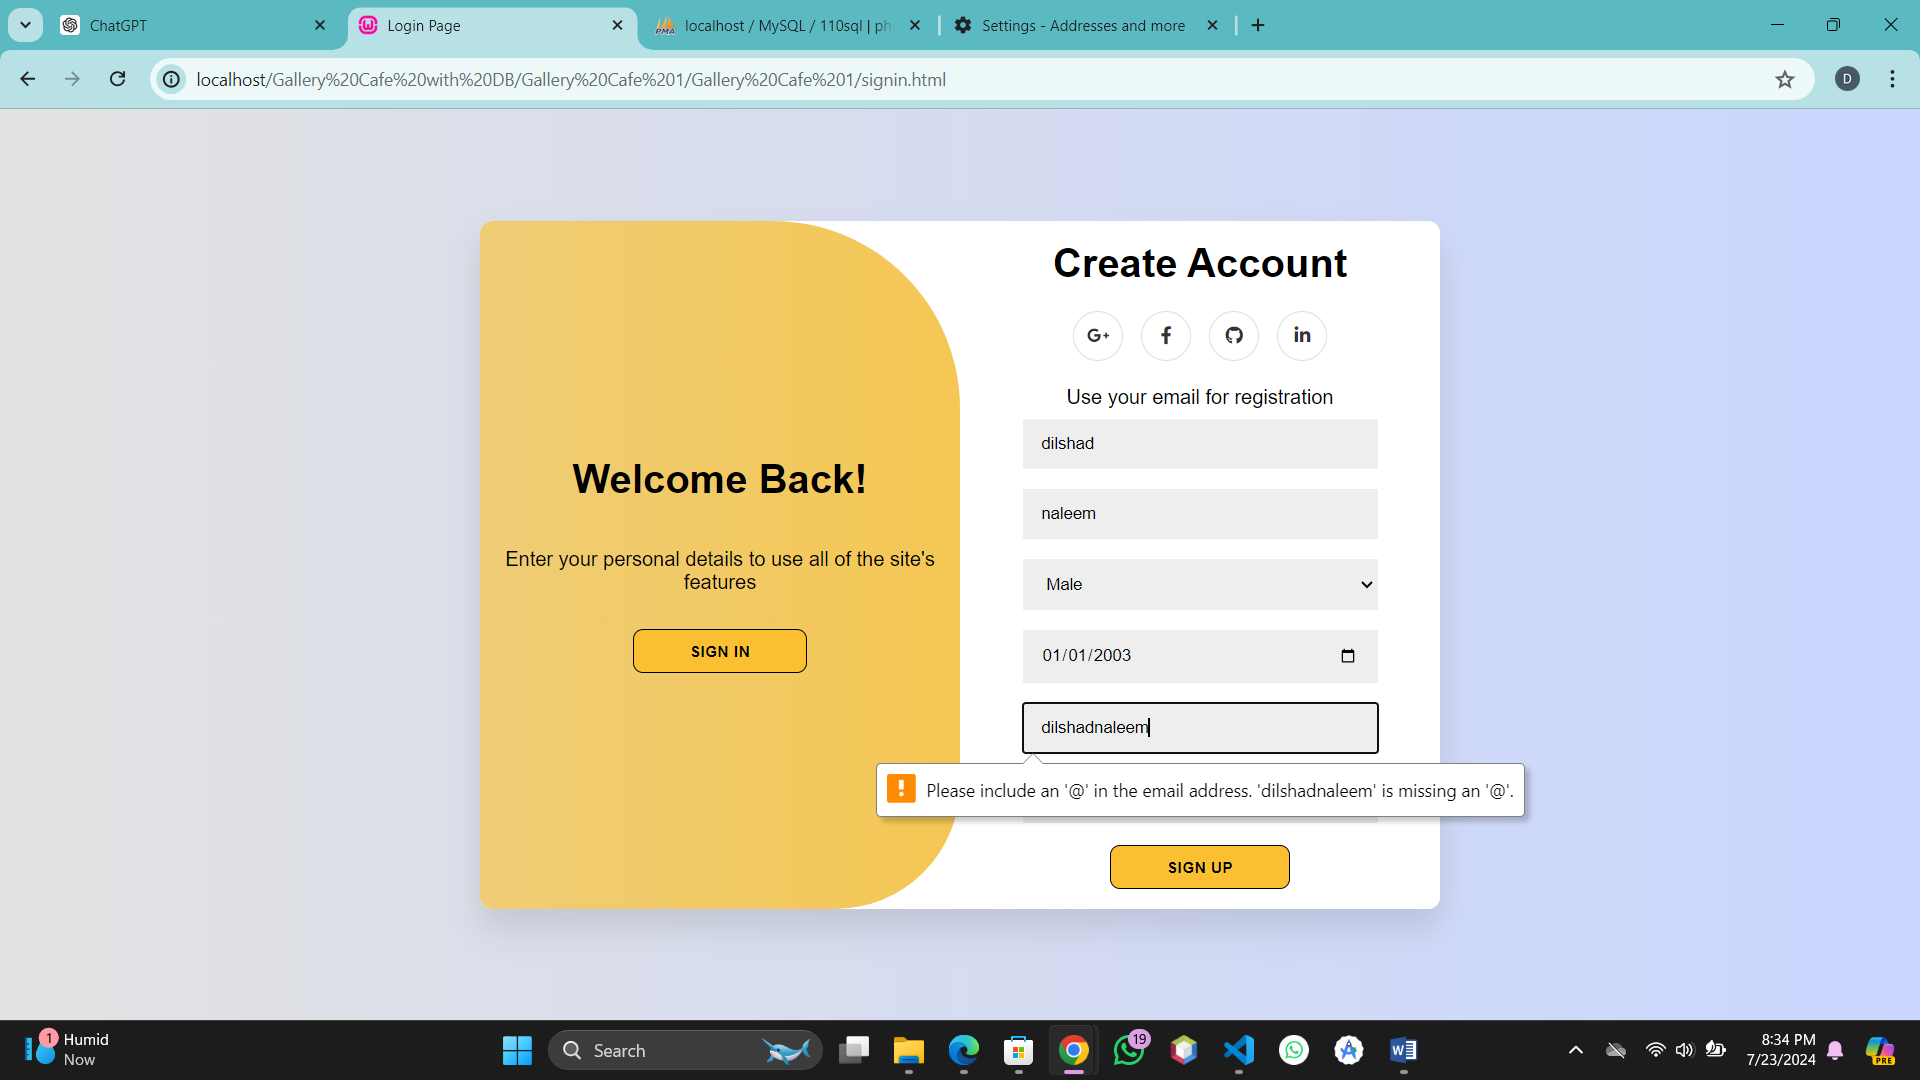 ChatGPT
Login Page
localhost / MySQL / 110sql | ph
Settings - Addresses and more
localhost/Gallery%20Cafe%20with%20DB/Gallery%20Cafe%201/Gallery%20Cafe%201/signin.html
D
Welcome Back!
Enter your personal details to use all of the site's
features
SIGN IN
Create Account
G+
f
in
Use your email for registration
dilshad
naleem
Male
01/01/2003
dilshadnaleem
! Please include an '@' in the email address. 'dilshadnaleem' is missing an '@'.
SIGN UP
1
Humid
Now
Search
19
8:34 PM
7/23/2024
PRE